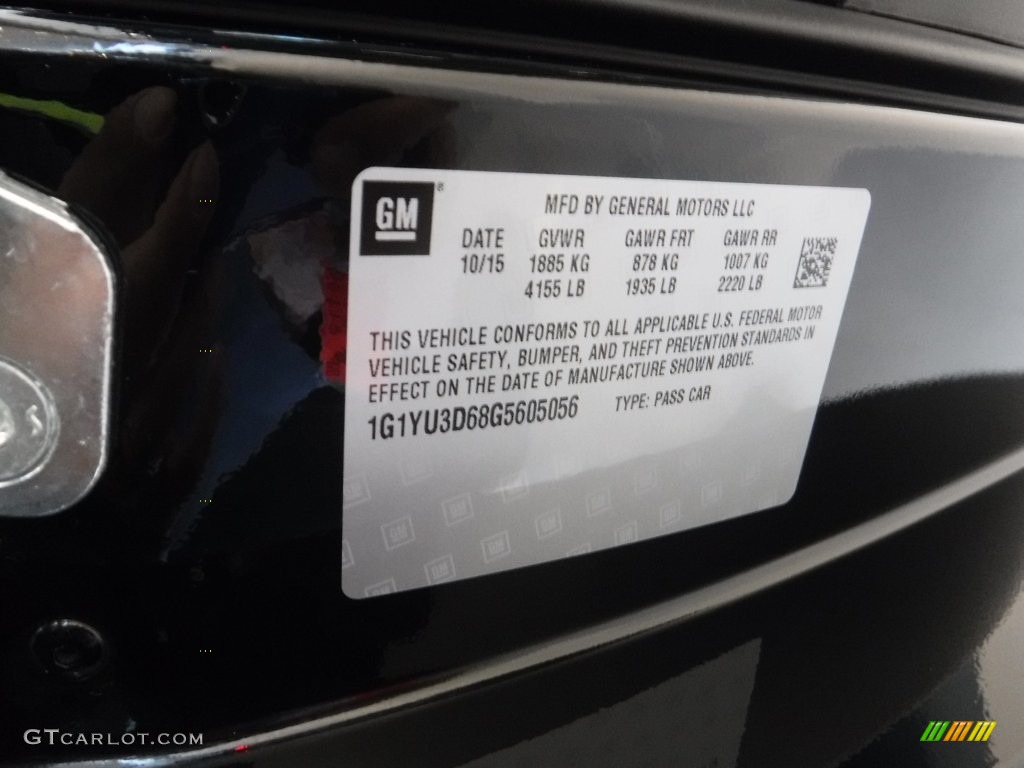 GM®
MFD BY GENERAL MOTORS LLC
DATE GVWR GAWR FRT GAWR RR
10/15 1885 KG 878 KG 1007 KG
4155 LB 1935 LB 2220 LB
THIS VEHICLE CONFORMS TO ALL APPLICABLE U.S. FEDERAL MOTOR
VEHICLE SAFETY, BUMPER, AND THEFT PREVENTION STANDARDS IN
EFFECT ON THE DATE OF MANUFACTURE SHOWN ABOVE.
1G1YU3D68G5605056 TYPE: PASS CAR
GTCARLOT.COM